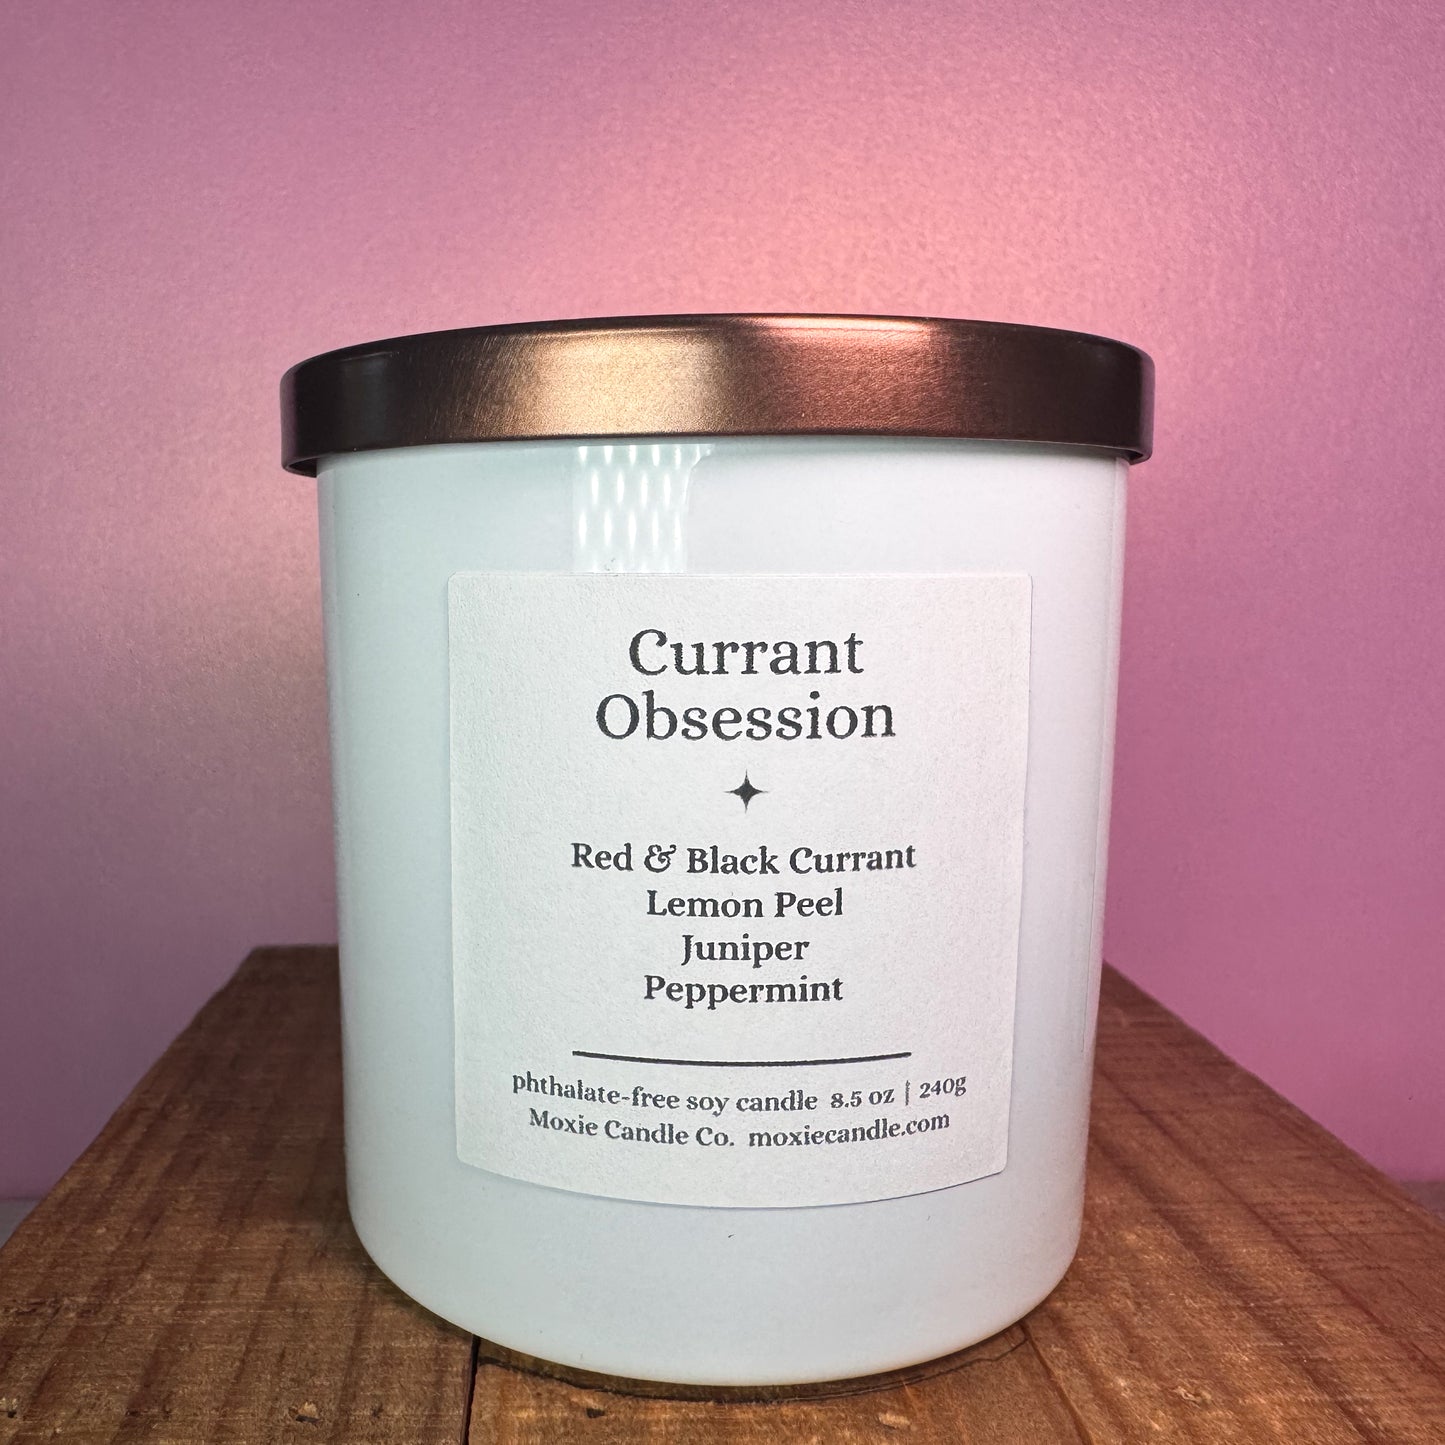 Currant
Obsession
Red & Black Currant
Lemon Peel
Juniper
Peppermint
phthalate-free soy candle 8.5 oz | 240g
Moxie Candle Co. moxiecandle.com